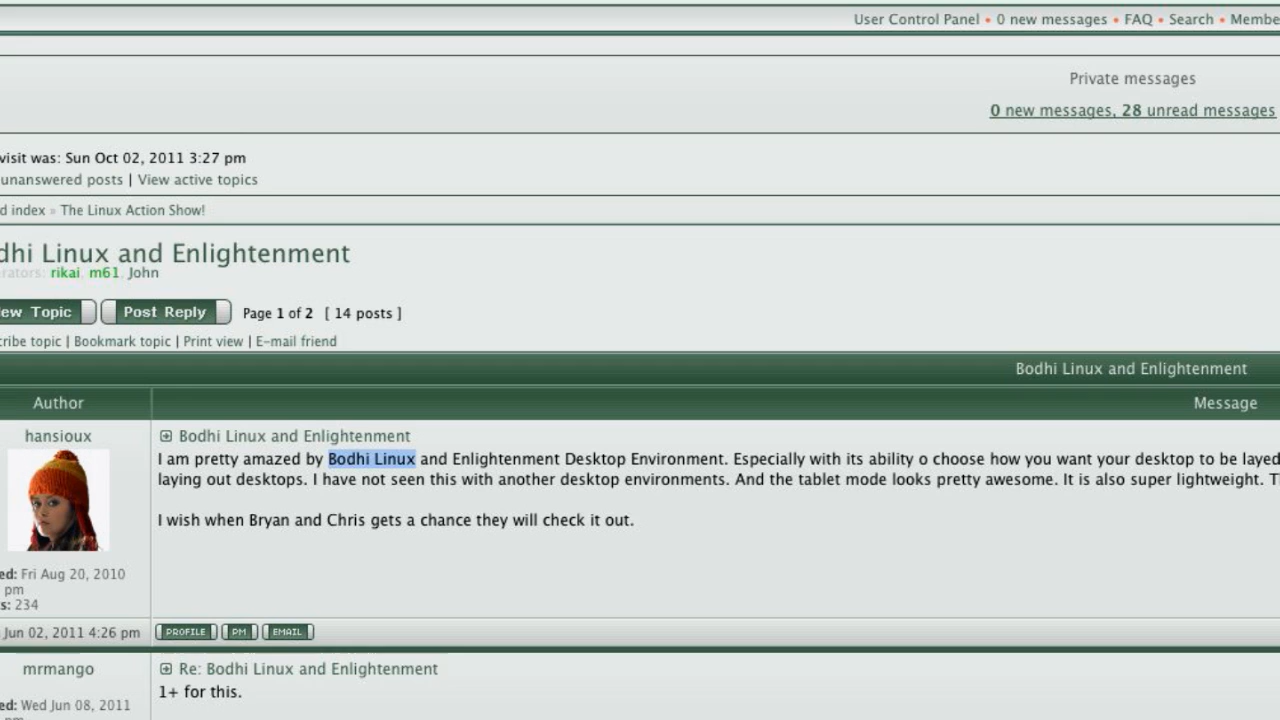 User Control Panel • 0 new messages • FAQ • Search • Membe
Private messages
0 new messages, 28 unread messages
visit was: Sun Oct 02, 2011 3:27 pm
unanswered posts | View active topics
d index » The Linux Action Show!
dhi Linux and Enlightenment
erators: rikai, m61, John
ew Topic Post Reply Page 1 of 2 [ 14 posts ]
cribe topic | Bookmark topic | Print view | E-mail friend
Bodhi Linux and Enlightenment
Author Message
hansioux Bodhi Linux and Enlightenment
I am pretty amazed by Bodhi Linux and Enlightenment Desktop Environment. Especially with its ability o choose how you want your desktop to be layed
laying out desktops. I have not seen this with another desktop environments. And the tablet mode looks pretty awesome. It is also super lightweight. T
I wish when Bryan and Chris gets a chance they will check it out.
ed: Fri Aug 20, 2010
pm
s: 234
Jun 02, 2011 4:26 pm PROFILE PM EMAIL
mrmango Re: Bodhi Linux and Enlightenment
1+ for this.
ed: Wed Jun 08, 2011